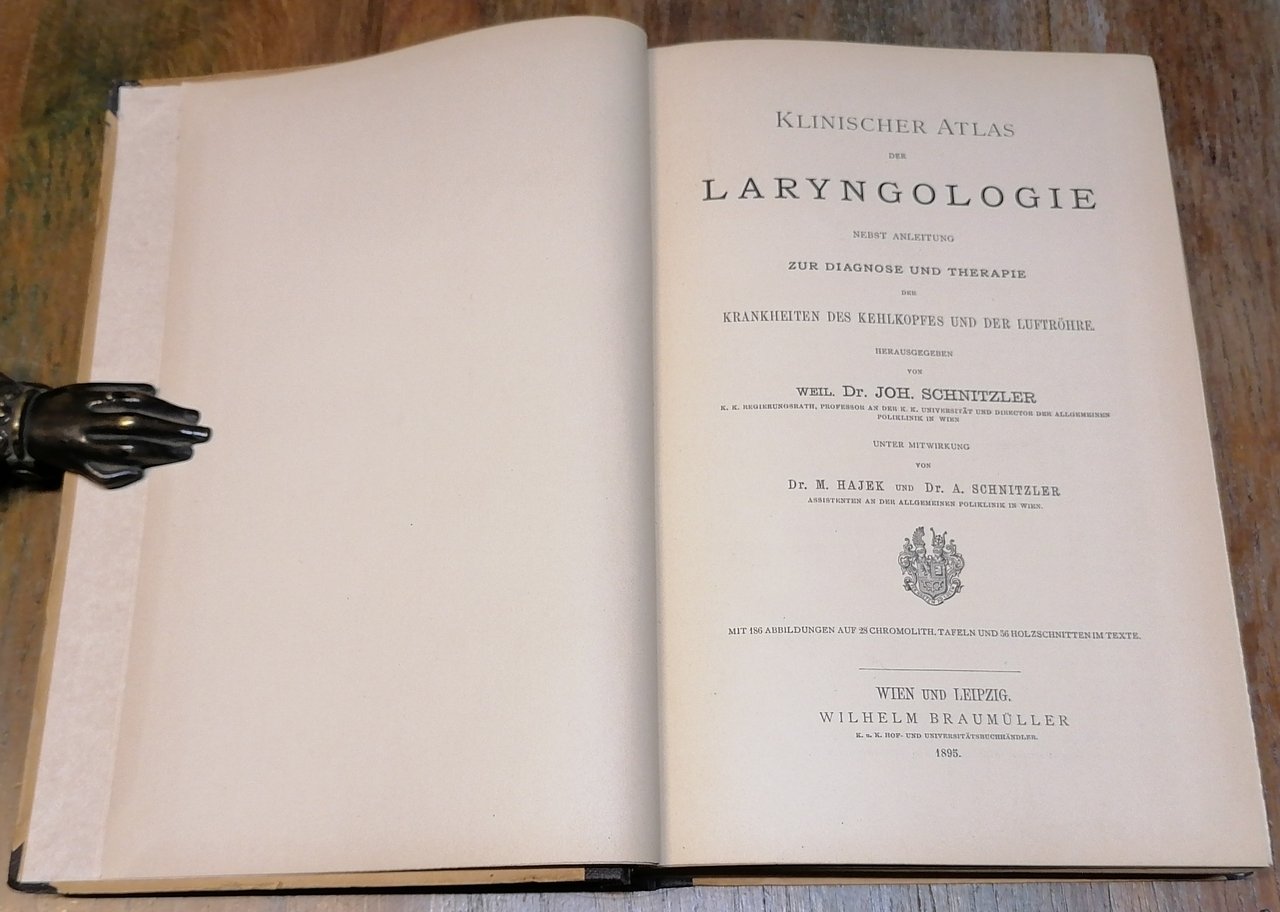 KLINISCHER ATLAS
DER
LARYNGOLOGIE
NEBST ANLEITUNG
ZUR DIAGNOSE UND THERAPIE
DER
KRANKHEITEN DES KEHLKOPFES UND DER LUFTRÖHRE.
HERAUSGEGEBEN
VON
WEIL. Dr. JOH. SCHNITZLER
K. K. REGIERUNGSRATH, PROFESSOR AN DER K. K. UNIVERSITÄT UND DIRECTOR DER ALLGEMEINEN
POLIKLINIK IN WIEN
UNTER MITWIRKUNG
VON
Dr. M. HAJEK UND Dr. A. SCHNITZLER
ASSISTENTEN AN DER ALLGEMEINEN POLIKLINIK IN WIEN.
MIT 186 ABBILDUNGEN AUF 28 CHROMOLITH. TAFELN UND 56 HOLZSCHNITTEN IM TEXTE.
WIEN UND LEIPZIG.
WILHELM BRAUMÜLLER
K. u. K. HOF- UND UNIVERSITÄTSBUCHHÄNDLER.
1895.